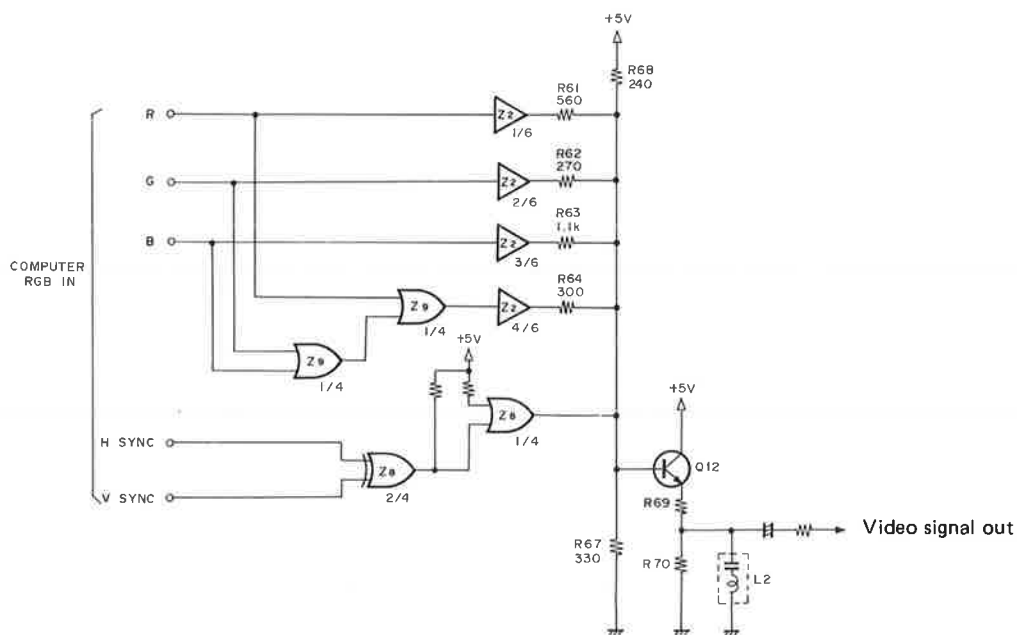 +5V
R68
240
R
R61
560
Z2
1/6
G
R62
270
Z2
2/6
B
R63
1.1k
Z2
3/6
COMPUTER
RGB IN
R64
300
Z9
1/4
Z2
4/6
Z9
1/4
+5V
Z8
1/4
H SYNC
Z8
2/4
V SYNC
+5V
Q12
R69
Video signal out
R67
330
R70
L2